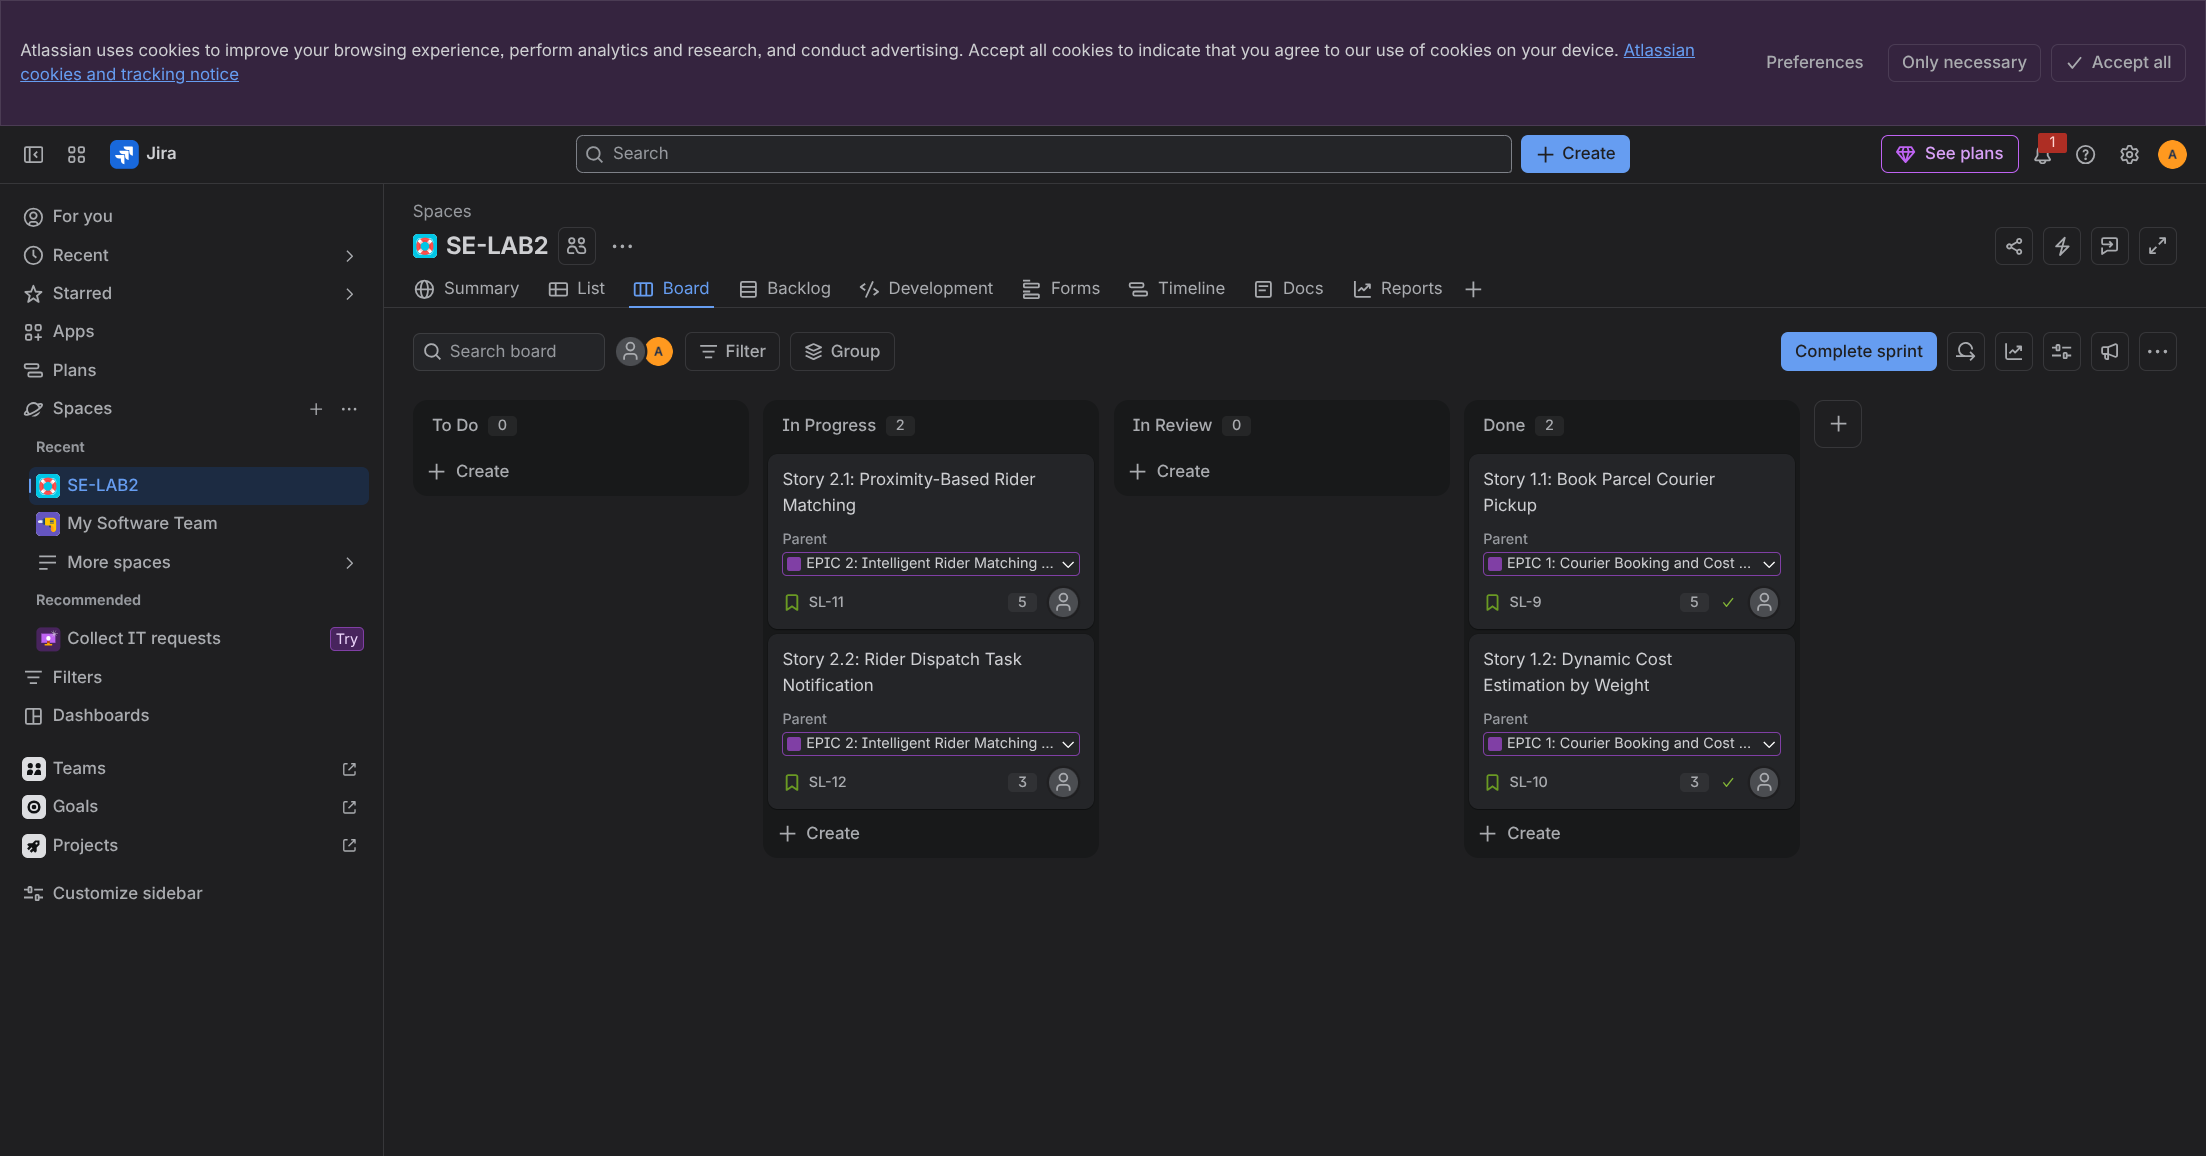 Atlassian uses cookies to improve your browsing experience, perform analytics and research, and conduct advertising. Accept all cookies to indicate that you agree to our use of cookies on your device. Atlassian
cookies and tracking notice
Preferences
Only necessary
Accept all
Jira
Search
Create
See plans
1
A
For you
Recent
Starred
Apps
Plans
Spaces
Recent
SE-LAB2
My Software Team
More spaces
Recommended
Collect IT requests
Try
Filters
Dashboards
Teams
Goals
Projects
Customize sidebar
Spaces
SE-LAB2
Summary
List
Board
Backlog
Development
Forms
Timeline
Docs
Reports
Search board
A
Filter
Group
Complete sprint
To Do 0
Create
In Progress 2
Story 2.1: Proximity-Based Rider
Matching
Parent
EPIC 2: Intelligent Rider Matching ...
SL-11
5
Story 2.2: Rider Dispatch Task
Notification
Parent
EPIC 2: Intelligent Rider Matching ...
SL-12
3
Create
In Review 0
Create
Done 2
Story 1.1: Book Parcel Courier
Pickup
Parent
EPIC 1: Courier Booking and Cost ...
SL-9
5
Story 1.2: Dynamic Cost
Estimation by Weight
Parent
EPIC 1: Courier Booking and Cost ...
SL-10
3
Create